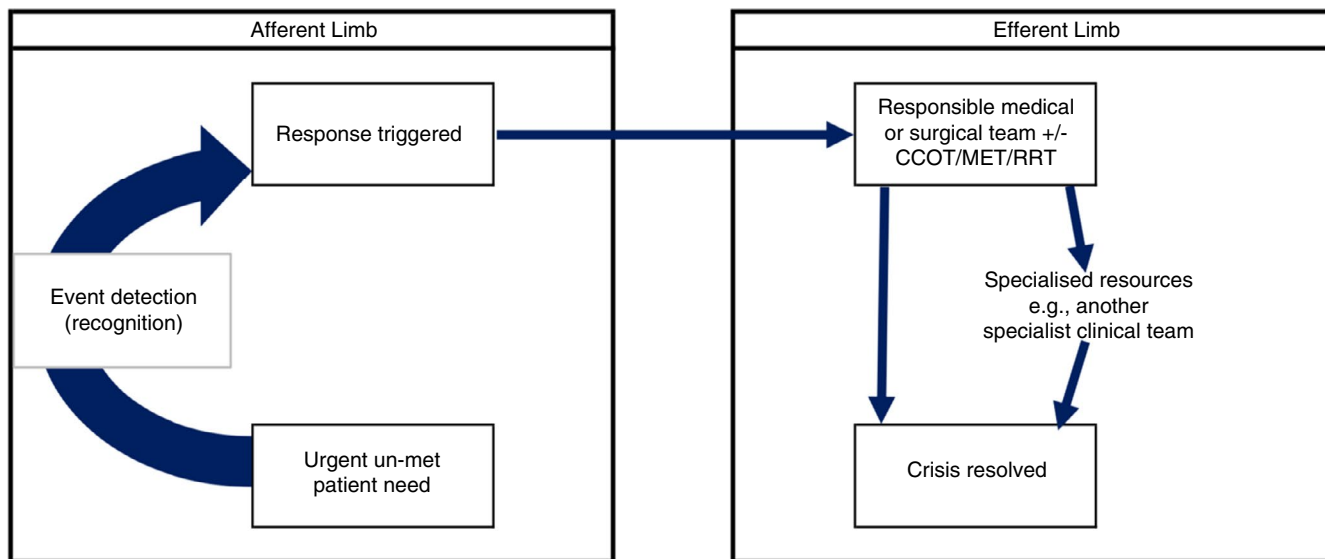 Afferent Limb
Response triggered
Event detection
(recognition)
Urgent un-met
patient need
Efferent Limb
Responsible medical
or surgical team +/-
CCOT/MET/RRT
Specialised resources
e.g., another
specialist clinical team
Crisis resolved